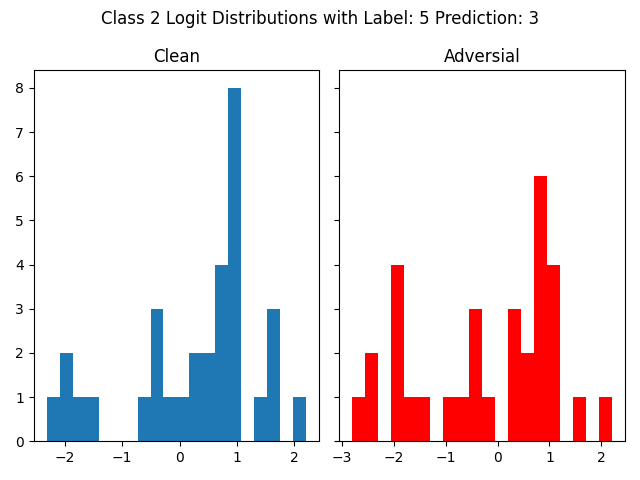 Class 2 Logit Distributions with Label: 5 Prediction: 3
Clean
Adversial
8
7
6
5
4
3
2
1
0
−2 −1 0 1 2
−3 −2 −1 0 1 2